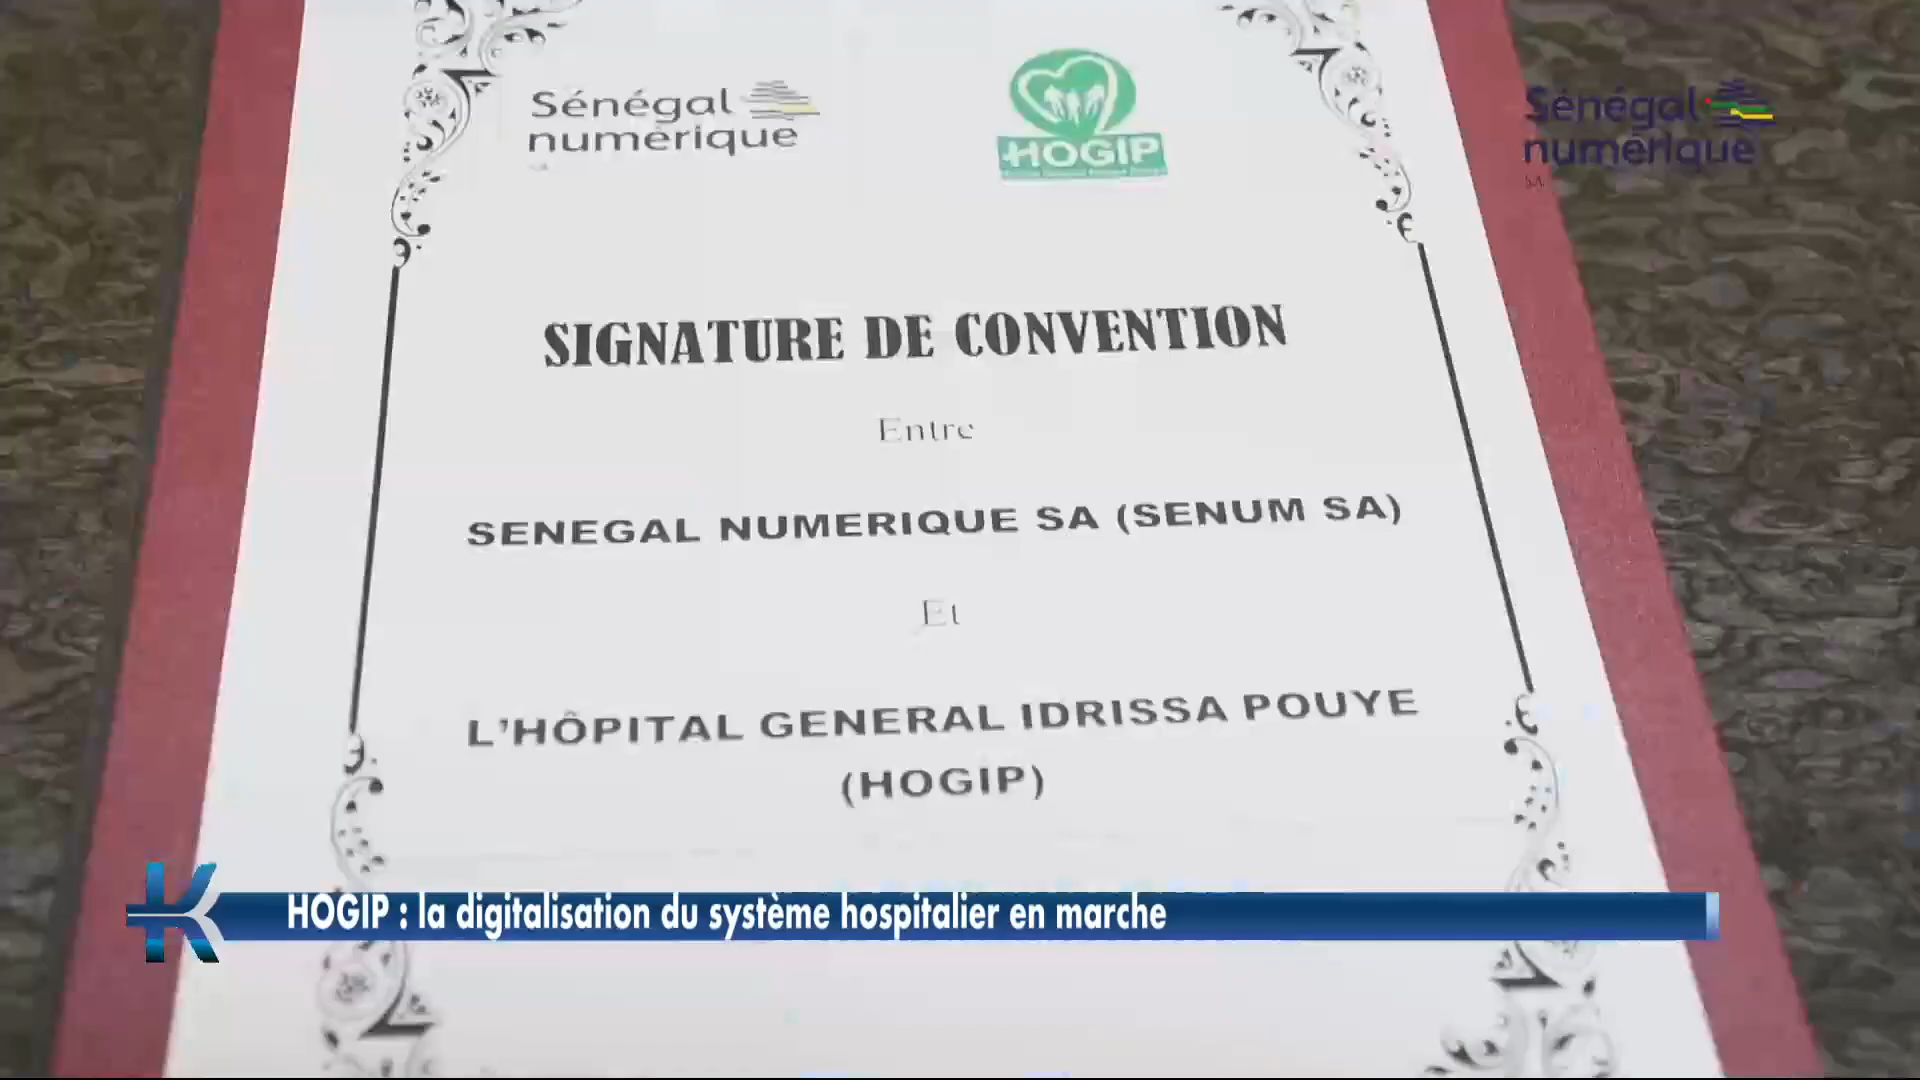 Sénégal
numérique
HOGIP
Sénégal
numérique
SIGNATURE DE CONVENTION
Entre
SENEGAL NUMERIQUE SA (SENUM SA)
Et
L'HÔPITAL GENERAL IDRISSA POUYE
(HOGIP)
HOGIP : la digitalisation du système hospitalier en marche